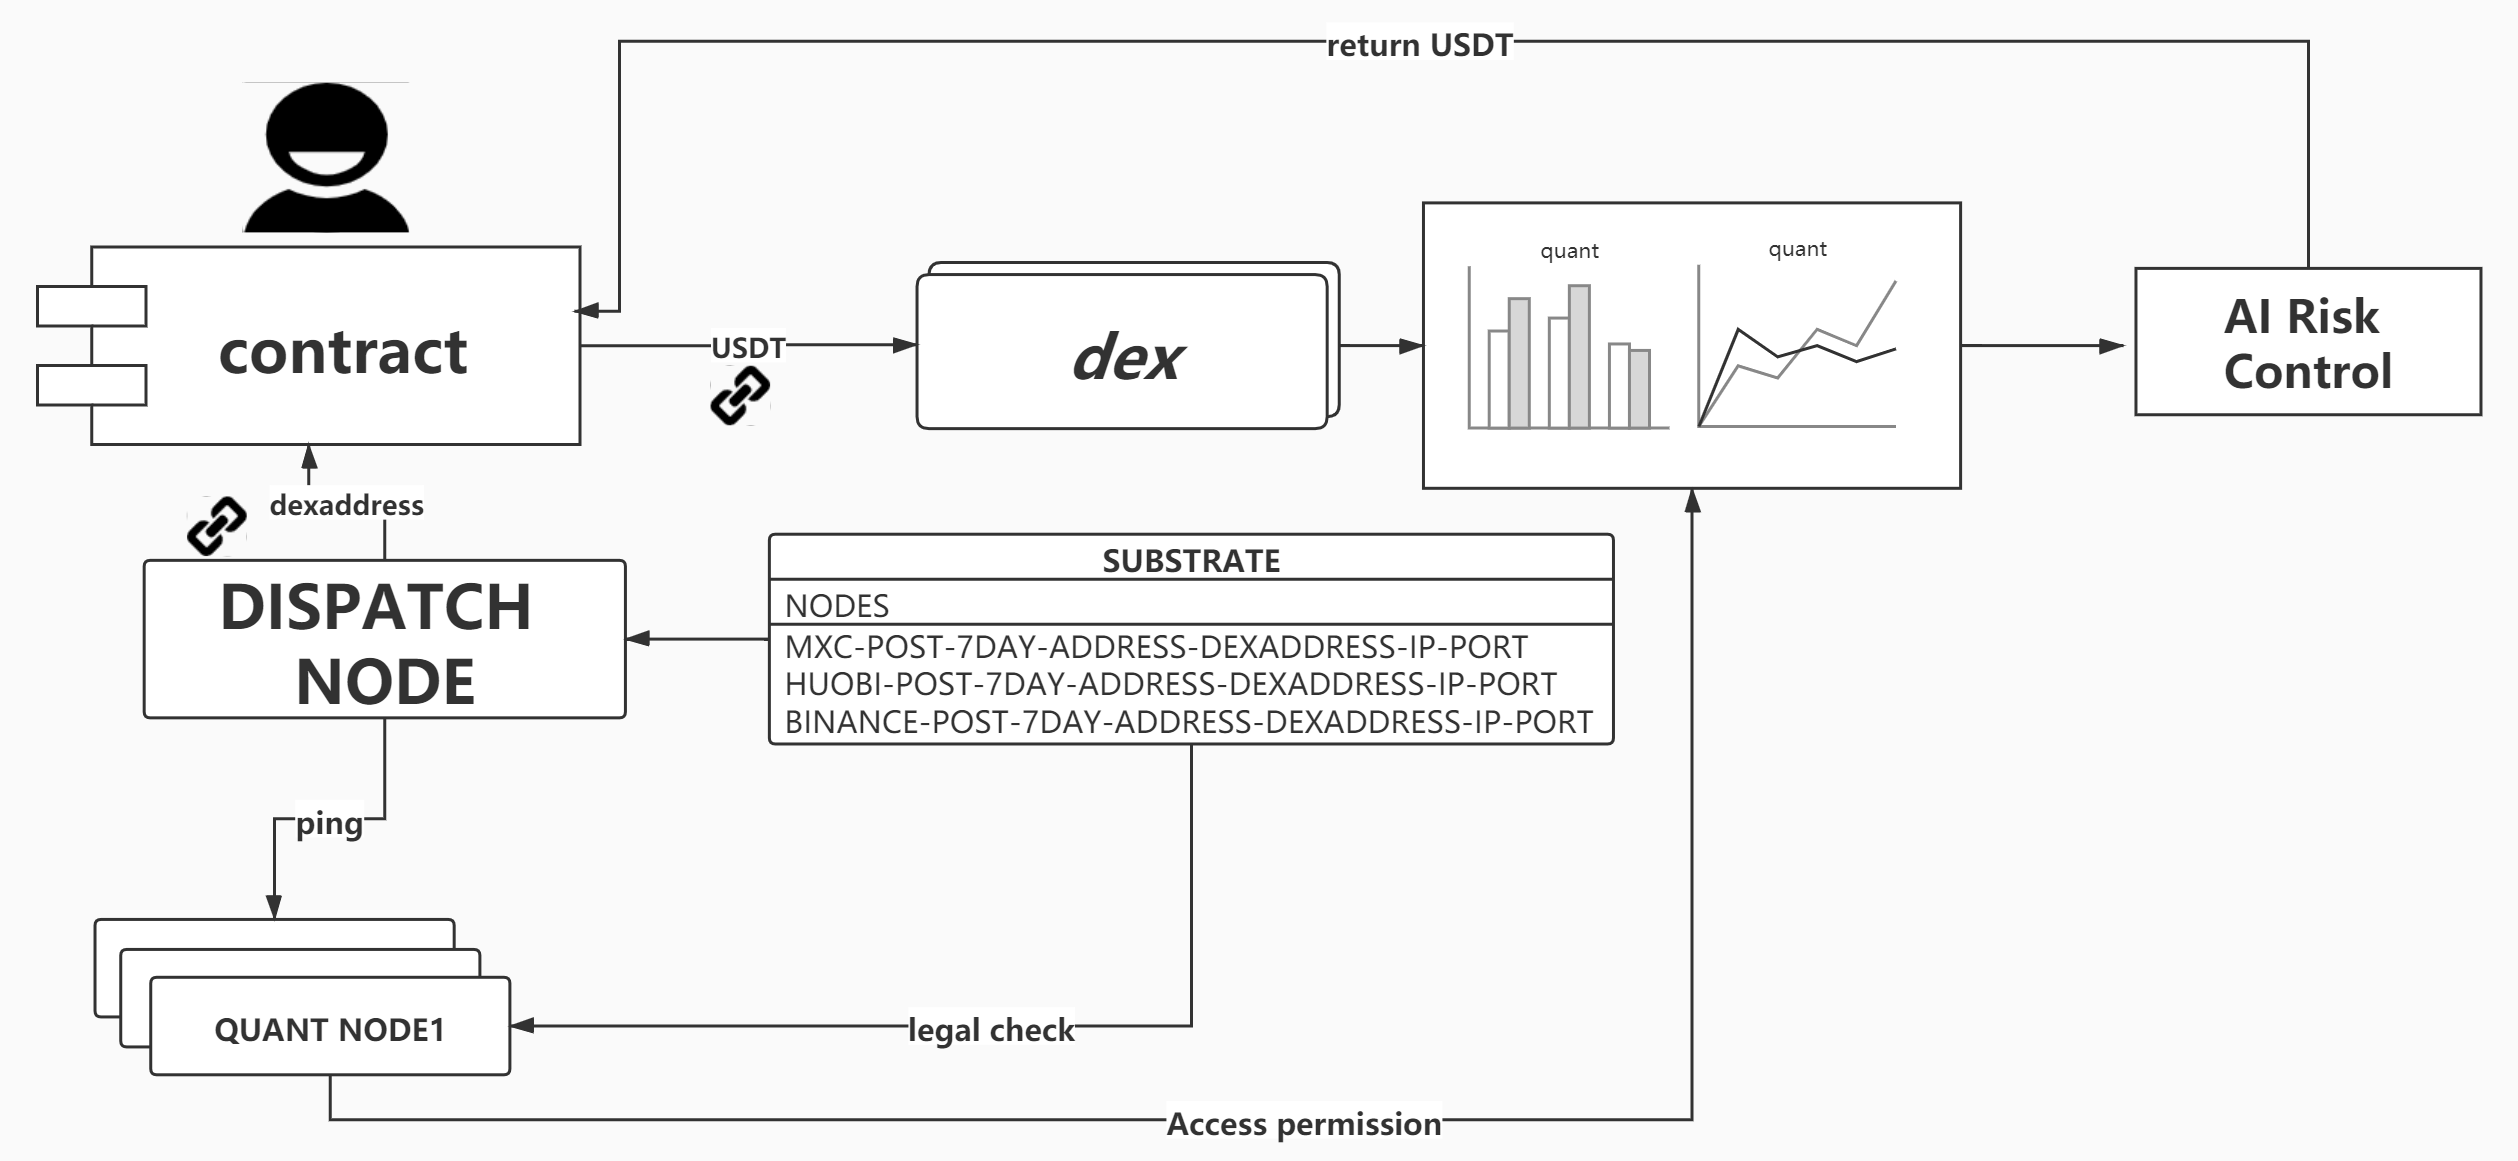 return USDT
quant
quant
contract
USDT
dex
AI Risk
Control
dexaddress
DISPATCH
NODE
SUBSTRATE
NODES
MXC-POST-7DAY-ADDRESS-DEXADDRESS-IP-PORT
HUOBI-POST-7DAY-ADDRESS-DEXADDRESS-IP-PORT
BINANCE-POST-7DAY-ADDRESS-DEXADDRESS-IP-PORT
ping
QUANT NODE1
legal check
Access permission